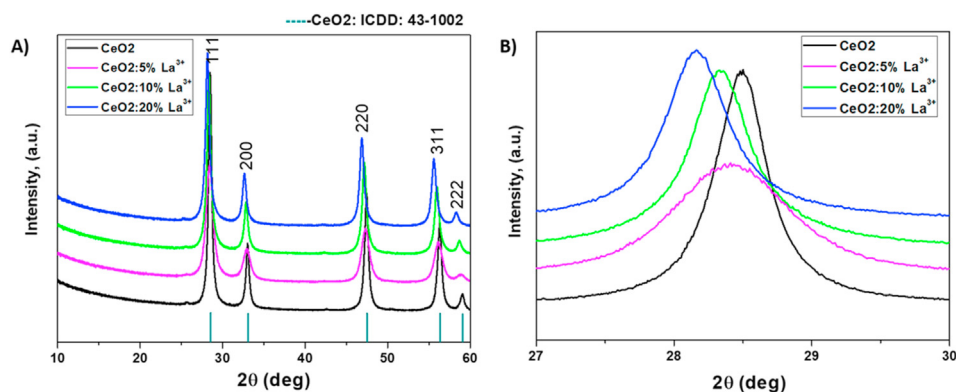 -----CeO2: ICDD: 43-1002
A)
CeO2
CeO2:5% La³⁺
CeO2:10% La³⁺
CeO2:20% La³⁺
111
200
220
311
222
Intensity, (a.u.)
10 20 30 40 50 60
2θ (deg)
B)
CeO2
CeO2:5% La³⁺
CeO2:10% La³⁺
CeO2:20% La³⁺
Intensity, (a.u.)
27 28 29 30
2θ (deg)